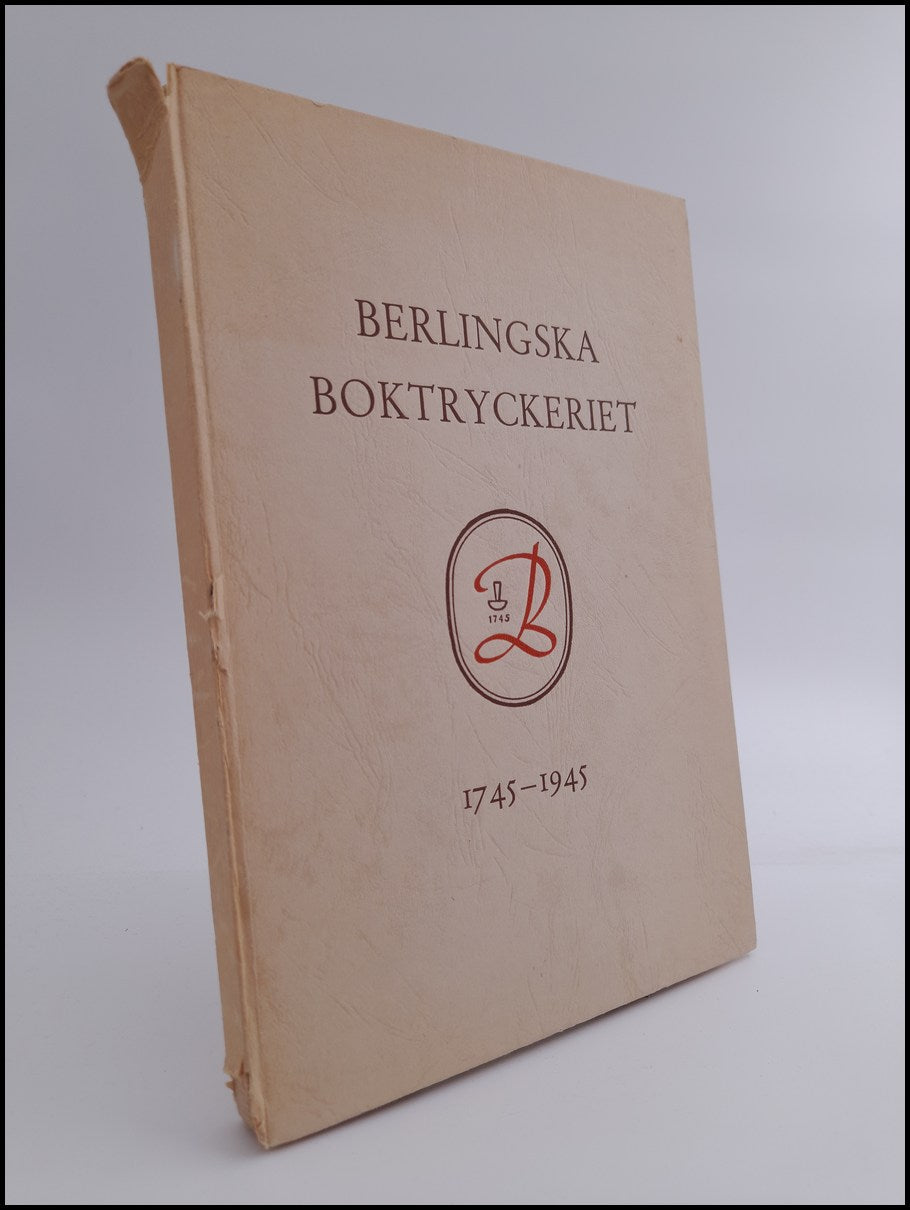 BERLINGSKA
BOKTRYCKERIET
B
1745
1745–1945